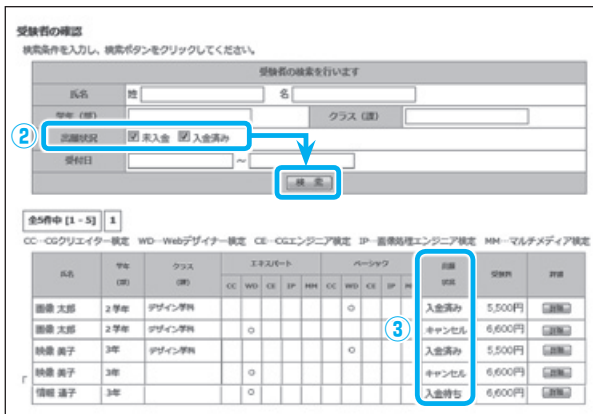 受験者の確認
検索条件を入力し、検索ボタンをクリックしてください。
受験者の検索を行います
氏名 姓 名
学年 (部) クラス (課)
② 出願状況 未入金 入金済み
受付日 ~
検 索
全5件中 [1 - 5] 1
CC…CGクリエイター検定 WD…Webデザイナー検定 CE…CGエンジニア検定 IP…画像処理エンジニア検定 MM…マルチメディア検定
氏名 学年 (部) クラス (課) エキスパート ベーシック 出願状況 受験料 詳細
CC WD CE IP MM CC WD CE IP M
画像 太郎 2学年 デザイン学科 ○ 入金済み 5,500円 詳細
画像 太郎 2学年 デザイン学科 ○ ③ キャンセル 6,600円 詳細
映像 美子 3年 デザイン学科 ○ 入金済み 5,500円 詳細
映像 美子 3年 ○ キャンセル 6,600円 詳細
情報 通子 3年 ○ 入金待ち 6,600円 詳細